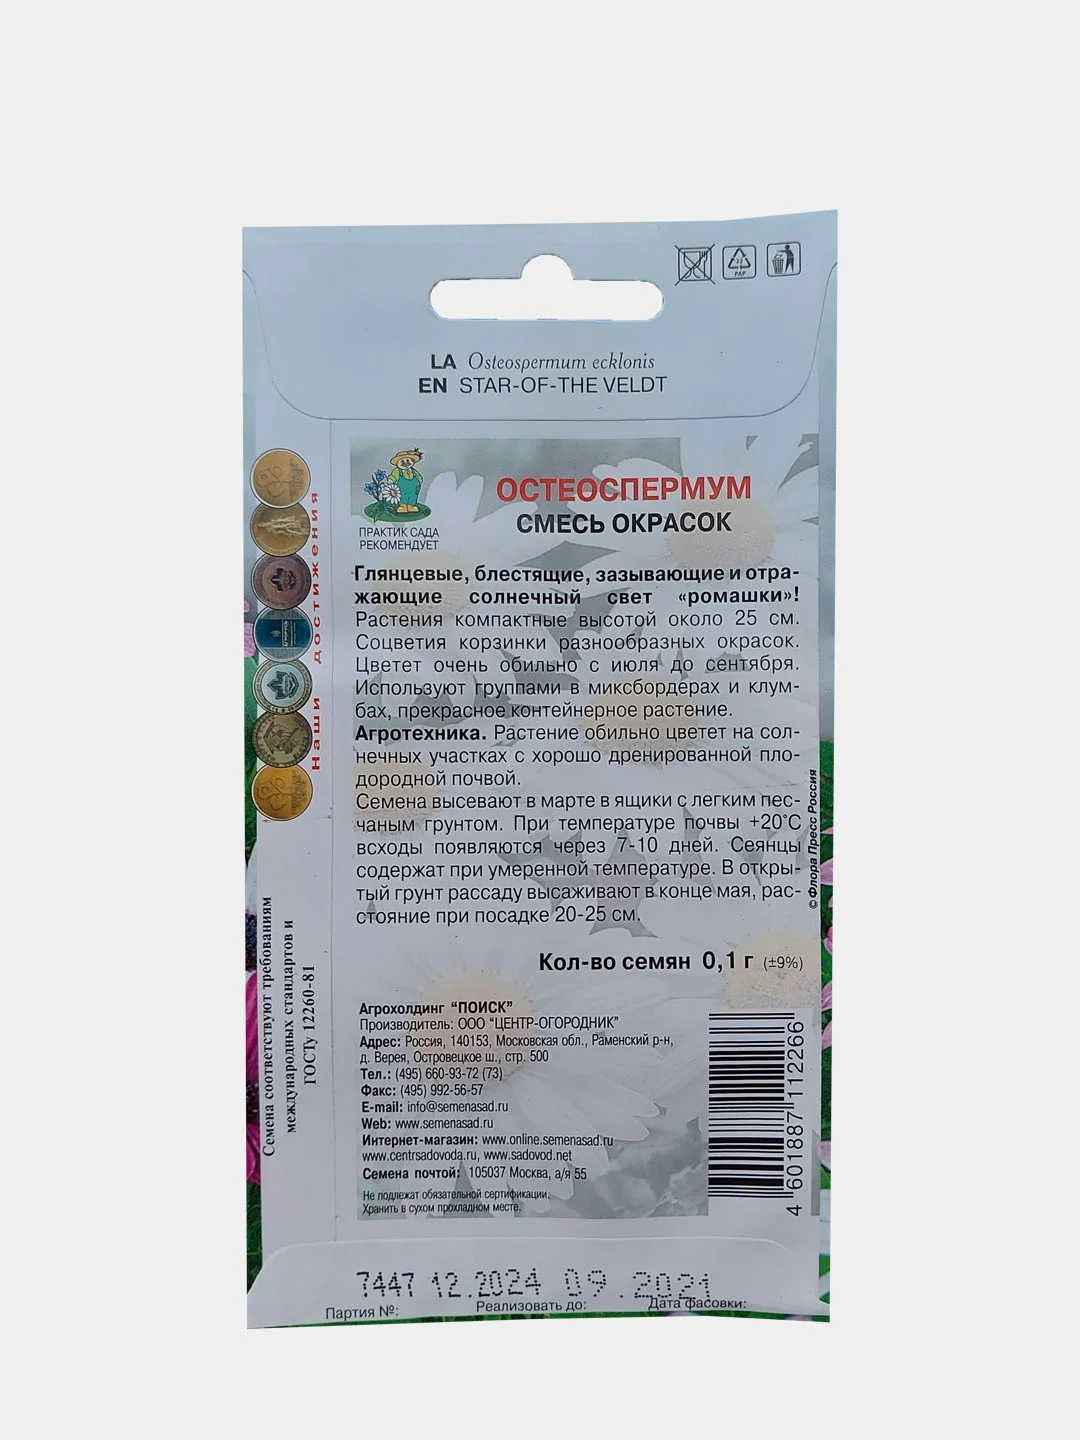 LA Osteospermum ecklonis
EN STAR-OF-THE VELDT
ПРАКТИК САДА
РЕКОМЕНДУЕТ
ОСТЕОСПЕРМУМ
СМЕСЬ ОКРАСОК
Глянцевые, блестящие, зазывающие и отра-
жающие солнечный свет «ромашки»!
Растения компактные высотой около 25 см.
Соцветия корзинки разнообразных окрасок.
Цветет очень обильно с июля до сентября.
Используют группами в миксбордерах и клум-
бах, прекрасное контейнерное растение.
Агротехника. Растение обильно цветет на сол-
нечных участках с хорошо дренированной пло-
дородной почвой.
Семена высевают в марте в ящики с легким пес-
чаным грунтом. При температуре почвы +20°С
всходы появляются через 7-10 дней. Сеянцы
содержат при умеренной температуре. В откры-
тый грунт рассаду высаживают в конце мая, рас-
стояние при посадке 20-25 см.
Кол-во семян 0,1 г (±9%)
Наши достижения
Семена соответствуют требованиям
международных стандартов и
ГОСТу 12260-81
© Флора Пресс Россия
Агрохолдинг “ПОИСК”
Производитель: ООО “ЦЕНТР-ОГОРОДНИК”
Адрес: Россия, 140153, Московская обл., Раменский р-н,
д. Верея, Островецкое ш., стр. 500
Тел.: (495) 660-93-72 (73)
Факс: (495) 992-56-57
E-mail: info@semenasad.ru
Web: www.semenasad.ru
Интернет-магазин: www.online.semenasad.ru
www.centrsadovoda.ru, www.sadovod.net
Семена почтой: 105037 Москва, а/я 55
Не подлежат обязательной сертификации.
Хранить в сухом прохладном месте.
4 601887 112266
7447 12.2024 09.2021
Партия №: Реализовать до: Дата фасовки: